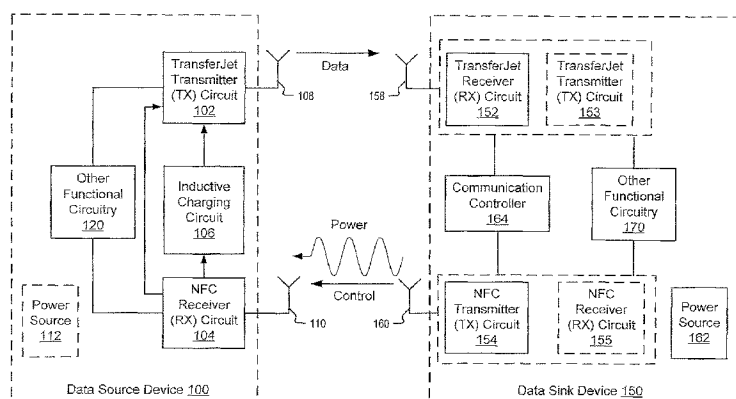 TransferJet
Transmitter
(TX) Circuit
102
Data
108
158
TransferJet
Receiver
(RX) Circuit
152
TransferJet
Transmitter
(TX) Circuit
153
Other
Functional
Circuitry
120
Inductive
Charging
Circuit
106
Communication
Controller
164
Other
Functional
Circuitry
170
Power
Control
Power
Source
112
NFC
Receiver
(RX) Circuit
104
110
160
NFC
Transmitter
(TX) Circuit
154
NFC
Receiver
(RX) Circuit
155
Power
Source
162
Data Source Device 100
Data Sink Device 150